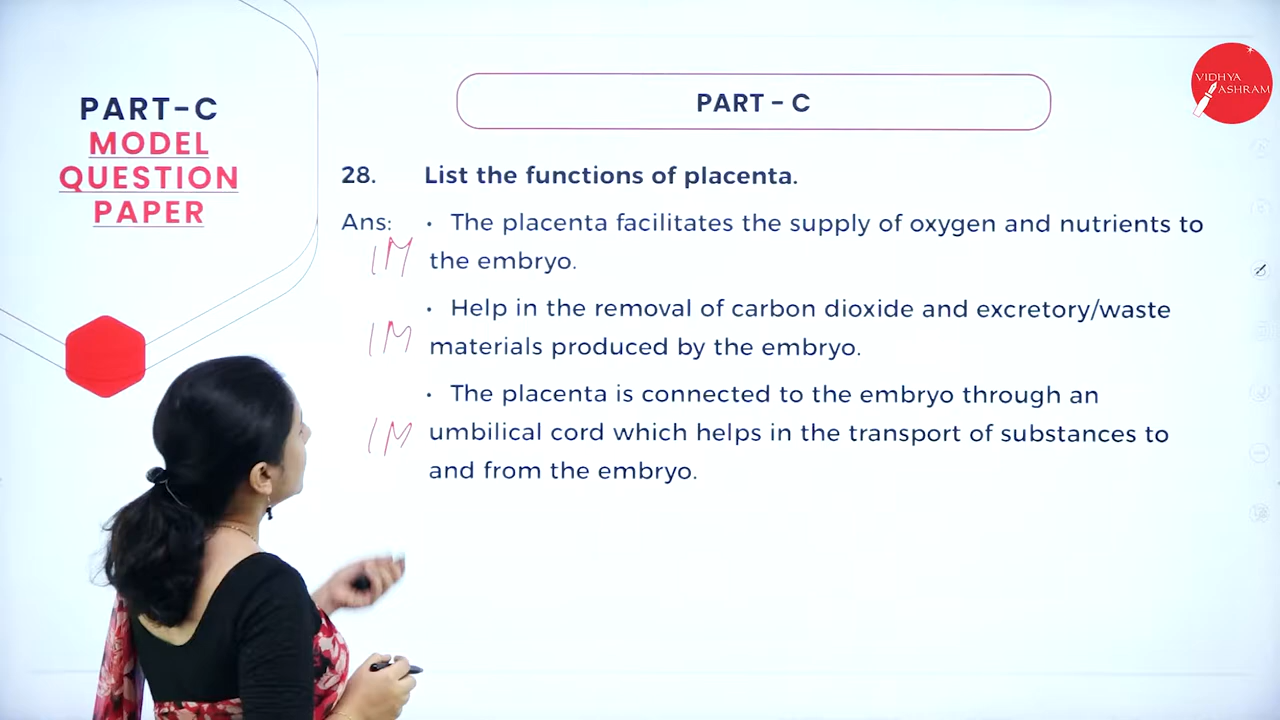 PART-C
MODEL
QUESTION
PAPER
VIDHYA
ASHRAM
PART - C
28. List the functions of placenta.
Ans: • The placenta facilitates the supply of oxygen and nutrients to
1M the embryo.
• Help in the removal of carbon dioxide and excretory/waste
1M materials produced by the embryo.
• The placenta is connected to the embryo through an
1M umbilical cord which helps in the transport of substances to
and from the embryo.